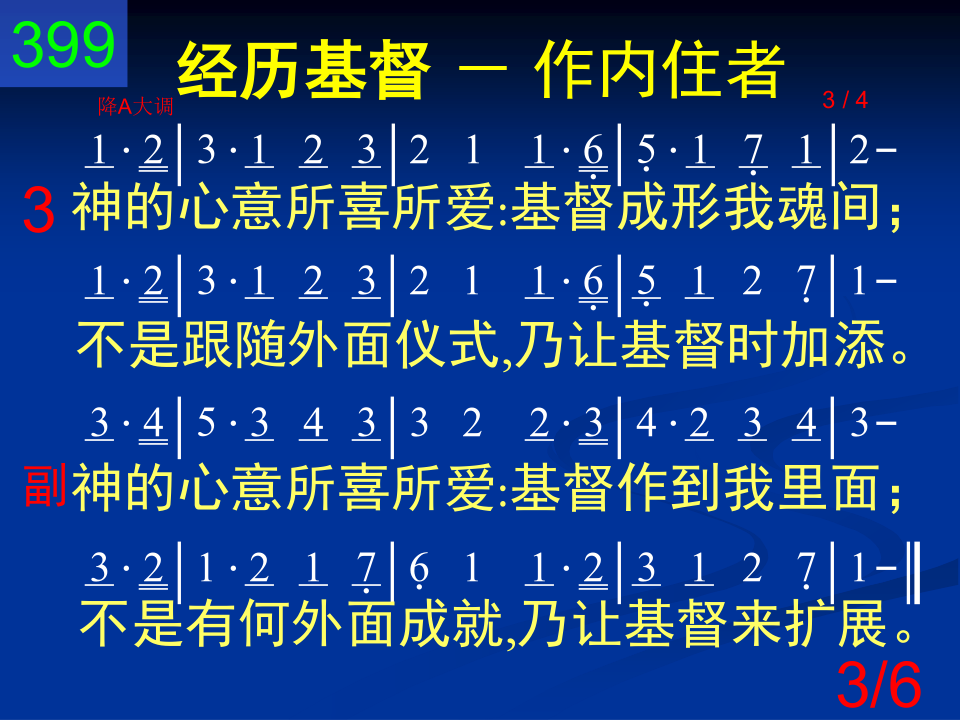 399
经历基督 － 作内住者
降A大调
3 / 4
1 · 2 | 3 · 1 2 3 | 2 1 1 · 6 | 5 · 1 7 1 | 2 -
3 神的心意所喜所爱:基督成形我魂间；
1 · 2 | 3 · 1 2 3 | 2 1 1 · 6 | 5 1 2 7 | 1 -
不是跟随外面仪式,乃让基督时加添。
3 · 4 | 5 · 3 4 3 | 3 2 2 · 3 | 4 · 2 3 4 | 3 -
副 神的心意所喜所爱:基督作到我里面；
3 · 2 | 1 · 2 1 7 | 6 1 1 · 2 | 3 1 2 7 | 1 - ‖
不是有何外面成就,乃让基督来扩展。
3/6